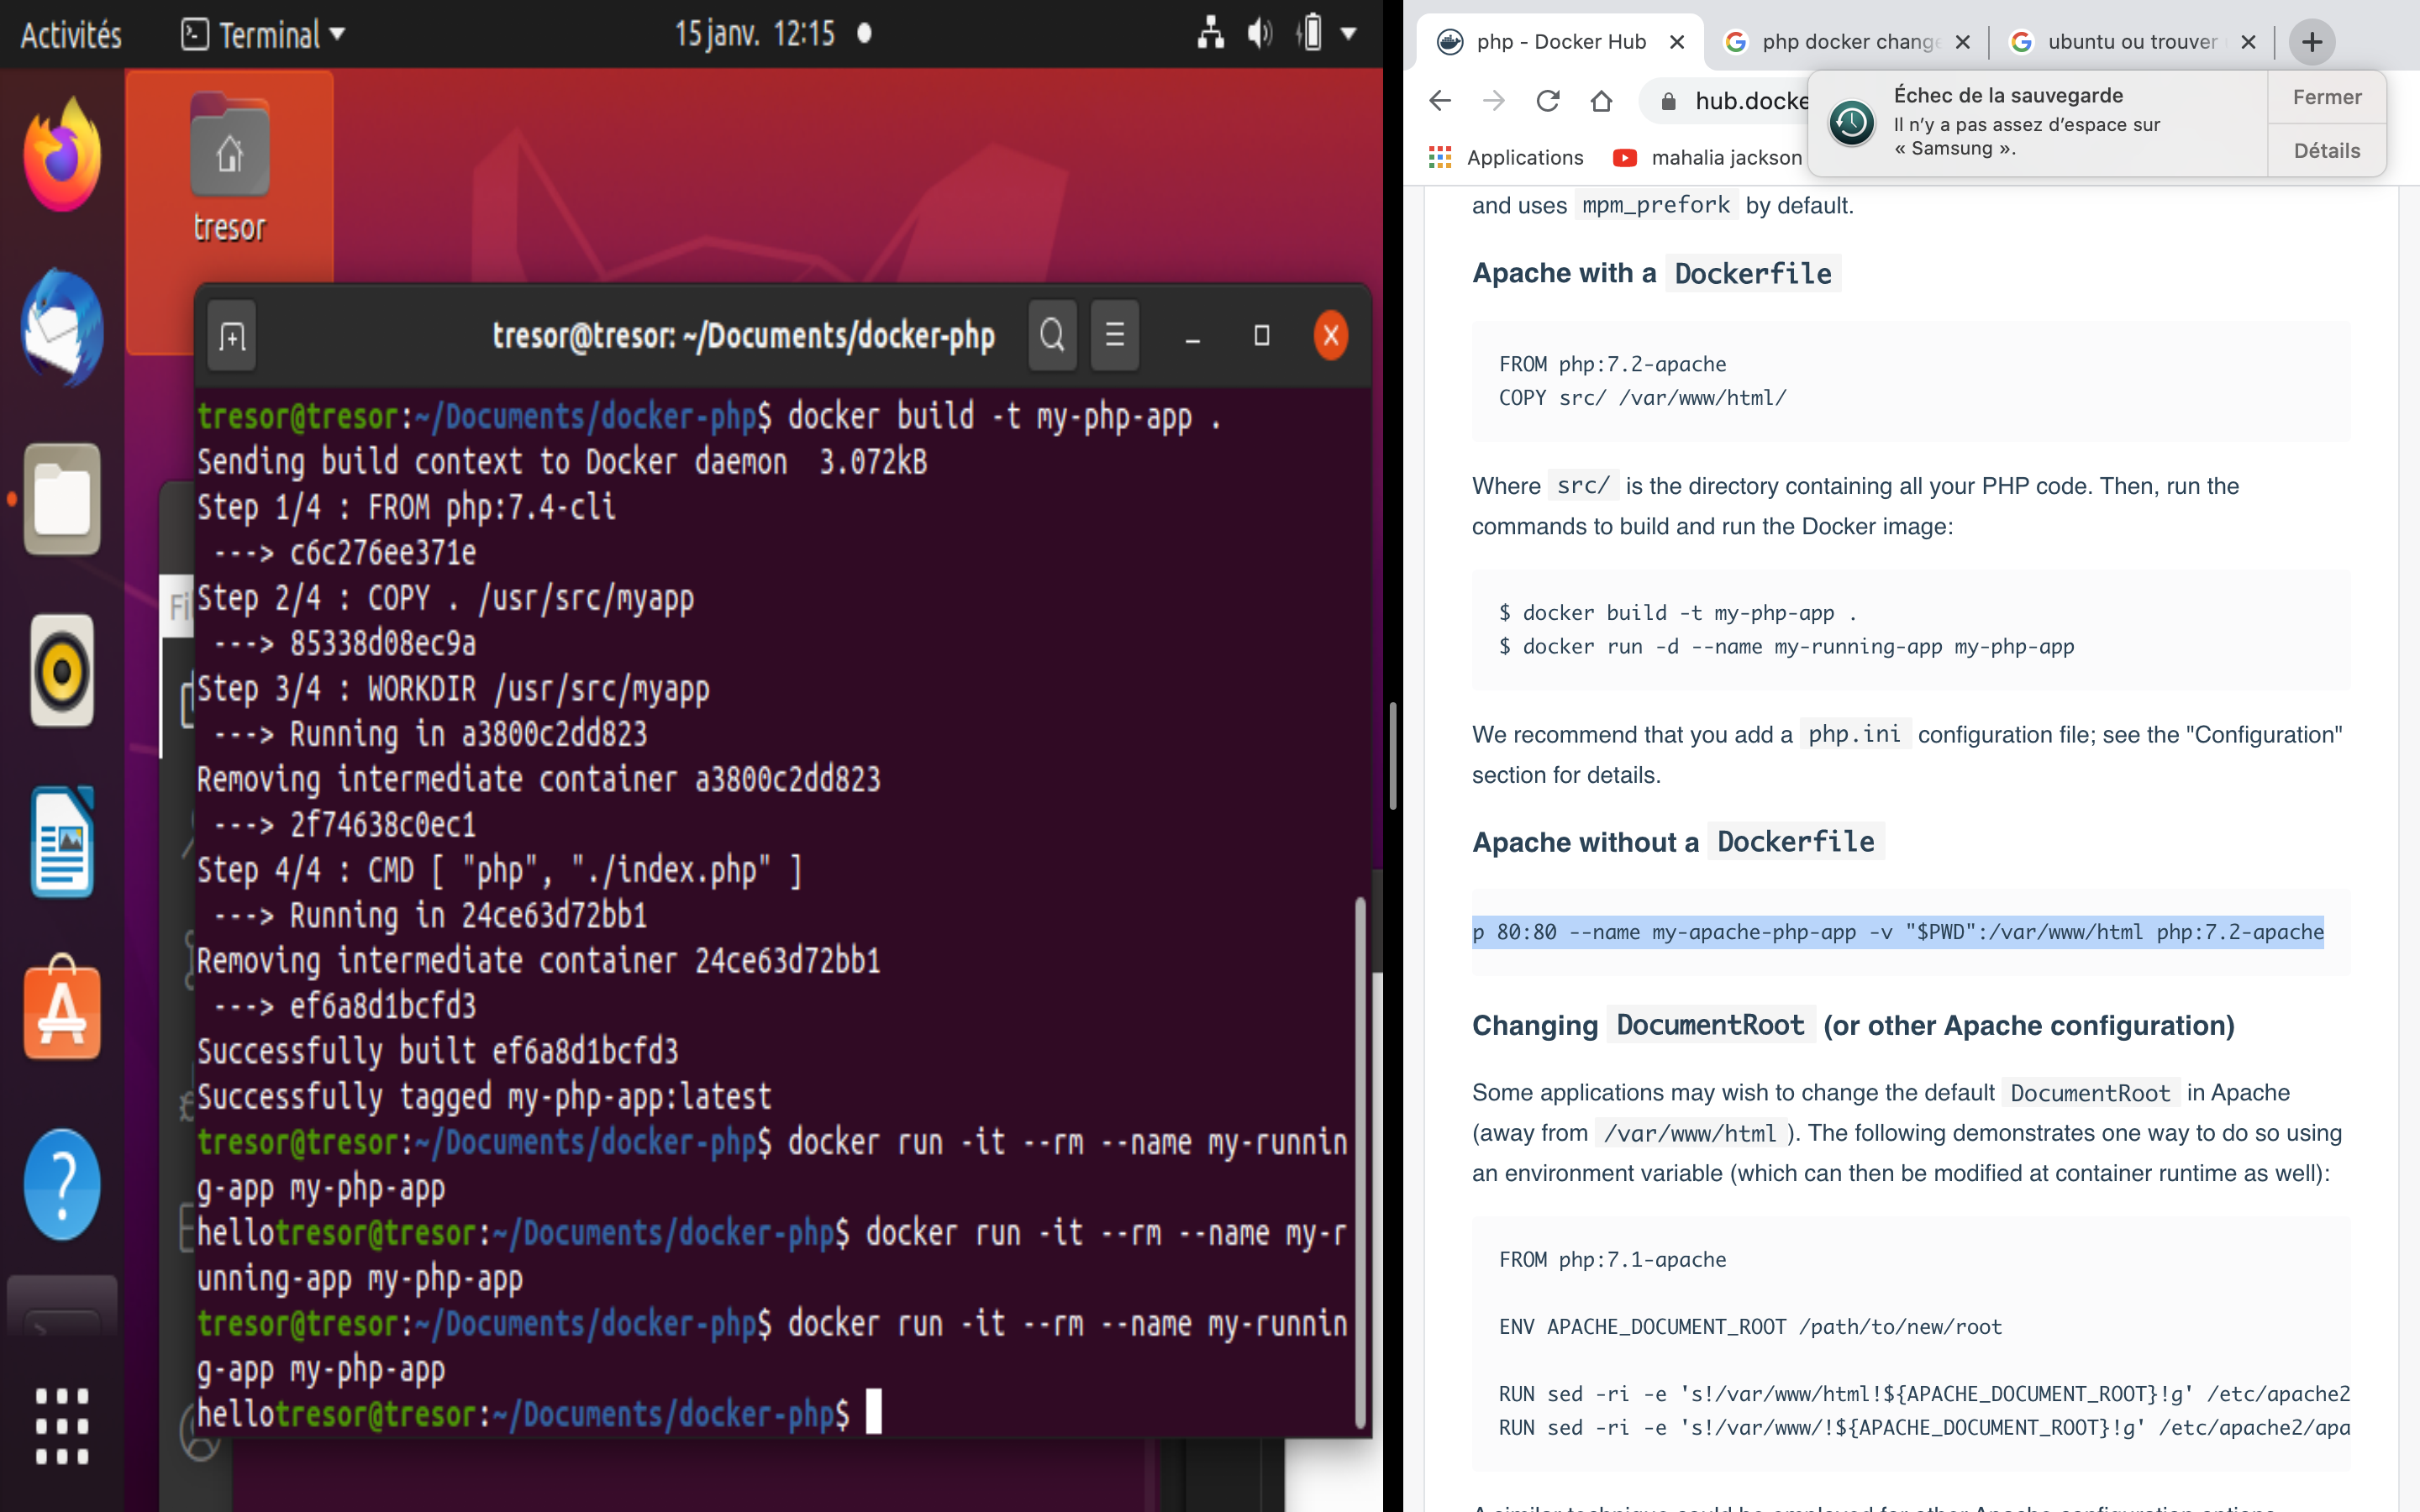 Activités
Terminal
15 janv. 12:15
tresor
tresor@tresor: ~/Documents/docker-php
Fi
tresor@tresor:~/Documents/docker-php$ docker build -t my-php-app .
Sending build context to Docker daemon  3.072kB
Step 1/4 : FROM php:7.4-cli
 ---> c6c276ee371e
Step 2/4 : COPY . /usr/src/myapp
 ---> 85338d08ec9a
Step 3/4 : WORKDIR /usr/src/myapp
 ---> Running in a3800c2dd823
Removing intermediate container a3800c2dd823
 ---> 2f74638c0ec1
Step 4/4 : CMD [ "php", "./index.php" ]
 ---> Running in 24ce63d72bb1
Removing intermediate container 24ce63d72bb1
 ---> ef6a8d1bcfd3
Successfully built ef6a8d1bcfd3
Successfully tagged my-php-app:latest
tresor@tresor:~/Documents/docker-php$ docker run -it --rm --name my-runnin
g-app my-php-app
hellotresor@tresor:~/Documents/docker-php$ docker run -it --rm --name my-r
unning-app my-php-app
tresor@tresor:~/Documents/docker-php$ docker run -it --rm --name my-runnin
g-app my-php-app
hellotresor@tresor:~/Documents/docker-php$
php - Docker Hub
php docker change
ubuntu ou trouver
hub.docke
Échec de la sauvegarde
Il n’y a pas assez d’espace sur
« Samsung ».
Fermer
Détails
Applications
mahalia jackson
and uses mpm_prefork by default.
Apache with a Dockerfile
FROM php:7.2-apache
COPY src/ /var/www/html/
Where src/ is the directory containing all your PHP code. Then, run the
commands to build and run the Docker image:
$ docker build -t my-php-app .
$ docker run -d --name my-running-app my-php-app
We recommend that you add a php.ini configuration file; see the "Configuration"
section for details.
Apache without a Dockerfile
p 80:80 --name my-apache-php-app -v "$PWD":/var/www/html php:7.2-apache
Changing DocumentRoot (or other Apache configuration)
Some applications may wish to change the default DocumentRoot in Apache
(away from /var/www/html ). The following demonstrates one way to do so using
an environment variable (which can then be modified at container runtime as well):
FROM php:7.1-apache
ENV APACHE_DOCUMENT_ROOT /path/to/new/root
RUN sed -ri -e 's!/var/www/html!${APACHE_DOCUMENT_ROOT}!g' /etc/apache2
RUN sed -ri -e 's!/var/www/!${APACHE_DOCUMENT_ROOT}!g' /etc/apache2/apa